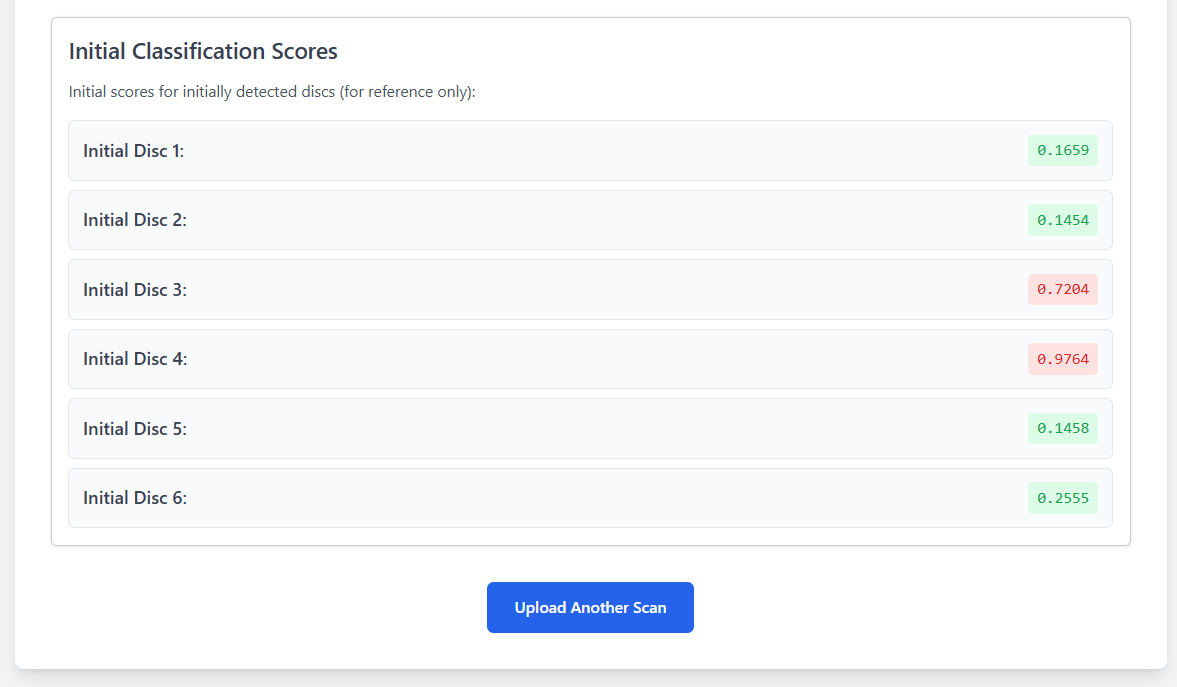 Initial Classification Scores
Initial scores for initially detected discs (for reference only):
Initial Disc 1: 0.1659
Initial Disc 2: 0.1454
Initial Disc 3: 0.7204
Initial Disc 4: 0.9764
Initial Disc 5: 0.1458
Initial Disc 6: 0.2555
Upload Another Scan